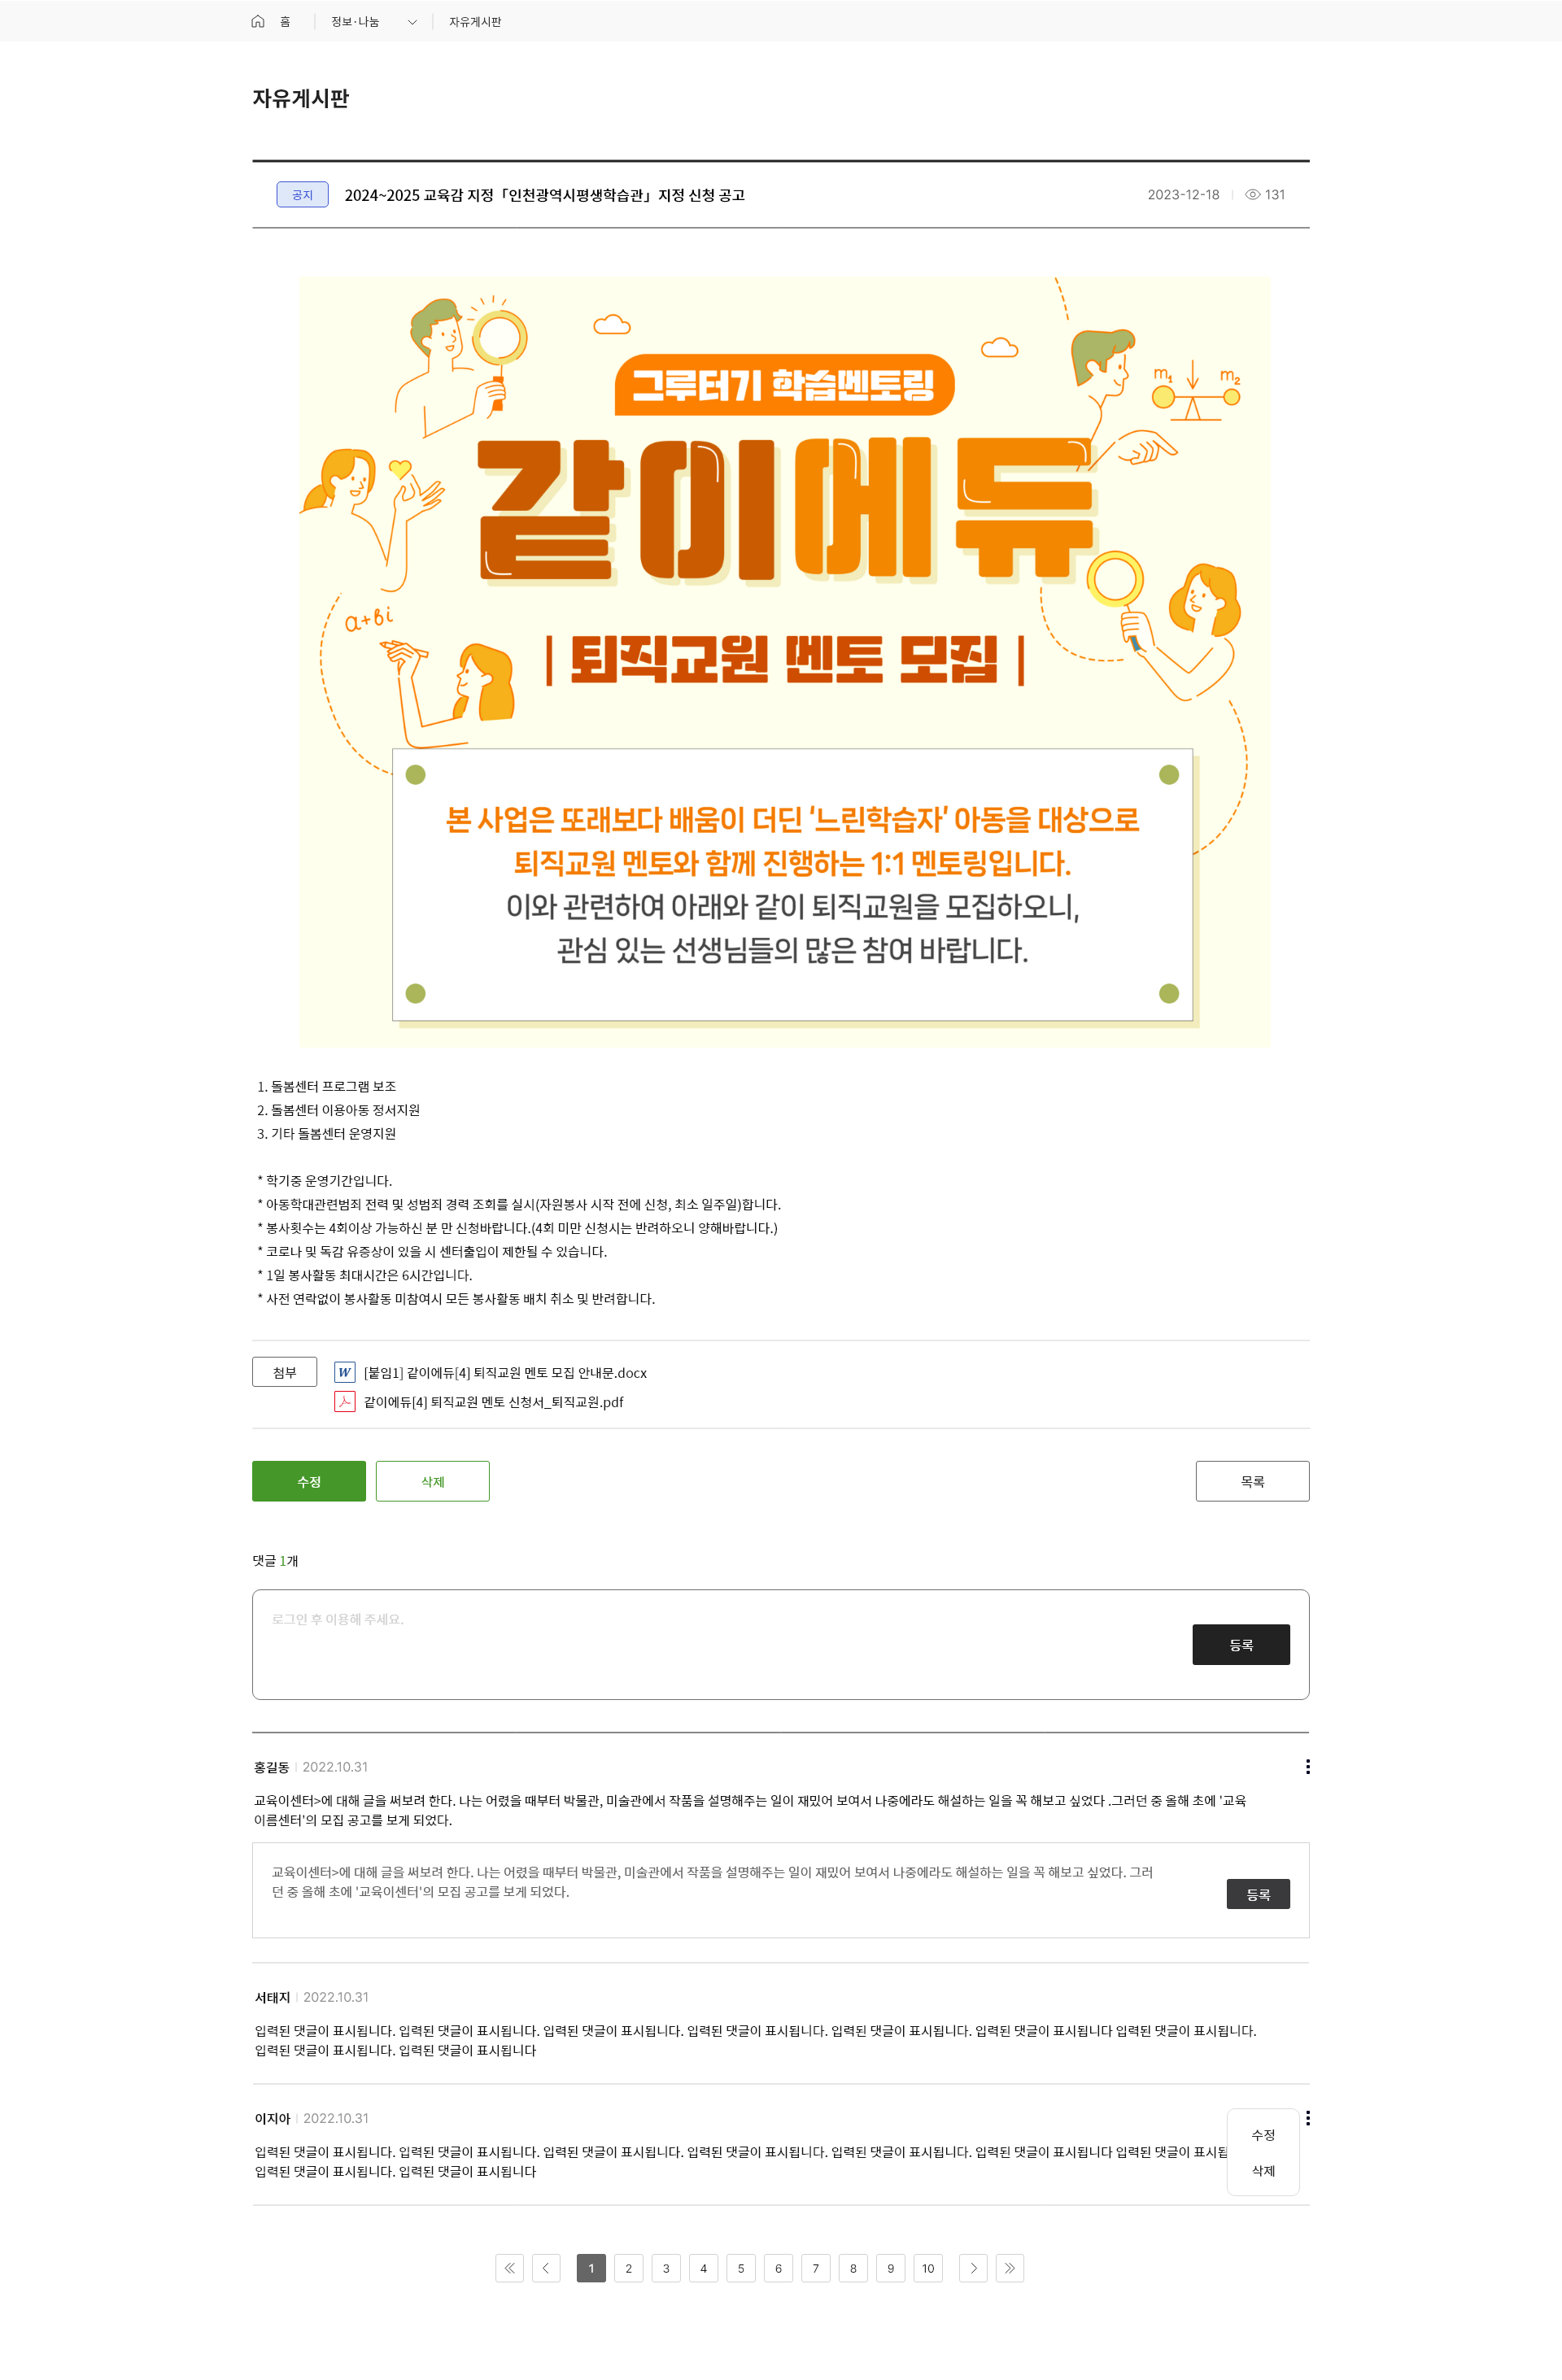 홈
정보·나눔
자유게시판
자유게시판
공지
2024~2025 교육감 지정「인천광역시평생학습관」지정 신청 공고
2023-12-18
131
그루터기 학습멘토링
m1
m2
같이에듀
a+bi
| 퇴직교원 멘토 모집 |
본 사업은 또래보다 배움이 더딘 ‘느린학습자’ 아동을 대상으로
퇴직교원 멘토와 함께 진행하는 1:1 멘토링입니다.
이와 관련하여 아래와 같이 퇴직교원을 모집하오니,
관심 있는 선생님들의 많은 참여 바랍니다.
1. 돌봄센터 프로그램 보조
2. 돌봄센터 이용아동 정서지원
3. 기타 돌봄센터 운영지원
* 학기중 운영기간입니다.
* 아동학대관련범죄 전력 및 성범죄 경력 조회를 실시(자원봉사 시작 전에 신청, 최소 일주일)합니다.
* 봉사횟수는 4회이상 가능하신 분 만 신청바랍니다.(4회 미만 신청시는 반려하오니 양해바랍니다.)
* 코로나 및 독감 유증상이 있을 시 센터출입이 제한될 수 있습니다.
* 1일 봉사활동 최대시간은 6시간입니다.
* 사전 연락없이 봉사활동 미참여시 모든 봉사활동 배치 취소 및 반려합니다.
첨부
W
[붙임1] 같이에듀[4] 퇴직교원 멘토 모집 안내문.docx
같이에듀[4] 퇴직교원 멘토 신청서_퇴직교원.pdf
수정
삭제
목록
댓글 1개
로그인 후 이용해 주세요.
등록
홍길동
2022.10.31
교육이센터>에 대해 글을 써보려 한다. 나는 어렸을 때부터 박물관, 미술관에서 작품을 설명해주는 일이 재밌어 보여서 나중에라도 해설하는 일을 꼭 해보고 싶었다 .그러던 중 올해 초에 '교육
이름센터'의 모집 공고를 보게 되었다.
교육이센터>에 대해 글을 써보려 한다. 나는 어렸을 때부터 박물관, 미술관에서 작품을 설명해주는 일이 재밌어 보여서 나중에라도 해설하는 일을 꼭 해보고 싶었다. 그러
던 중 올해 초에 '교육이센터'의 모집 공고를 보게 되었다.
등록
서태지
2022.10.31
입력된 댓글이 표시됩니다. 입력된 댓글이 표시됩니다. 입력된 댓글이 표시됩니다. 입력된 댓글이 표시됩니다. 입력된 댓글이 표시됩니다. 입력된 댓글이 표시됩니다 입력된 댓글이 표시됩니다.
입력된 댓글이 표시됩니다. 입력된 댓글이 표시됩니다
이지아
2022.10.31
입력된 댓글이 표시됩니다. 입력된 댓글이 표시됩니다. 입력된 댓글이 표시됩니다. 입력된 댓글이 표시됩니다. 입력된 댓글이 표시됩니다. 입력된 댓글이 표시됩니다 입력된 댓글이
입력된 댓글이 표시됩니다. 입력된 댓글이 표시됩니다
수정
삭제
1 2 3 4 5 6 7 8 9 10